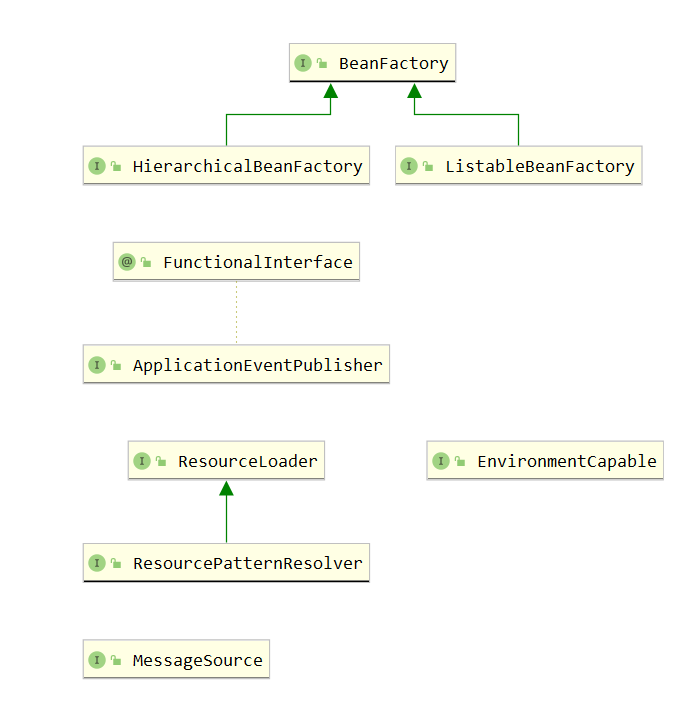 I BeanFactory
I HierarchicalBeanFactory
I ListableBeanFactory
@ FunctionalInterface
I ApplicationEventPublisher
I ResourceLoader
I EnvironmentCapable
I ResourcePatternResolver
I MessageSource